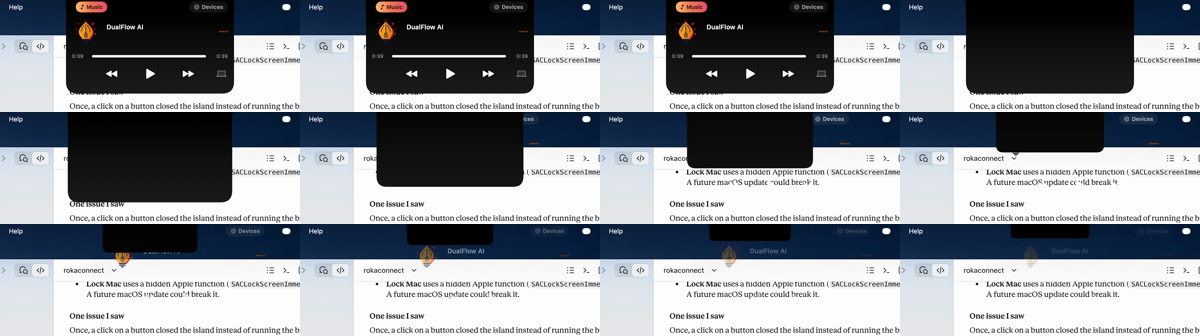 Help
Music
Devices
DualFlow AI
0:39
0:39
SACLockScreenImme
Once, a click on a button closed the island instead of running the b
Help
Music
Devices
DualFlow AI
0:39
0:39
SACLockScreenImme
Once, a click on a button closed the island instead of running the b
Help
Music
Devices
DualFlow AI
0:39
0:39
SACLockScreenImme
Once, a click on a button closed the island instead of running the b
Help
SACLockScreenImme
Once, a click on a button closed the island instead of running the b
Help
SACLockScreenImme
One issue I saw
Once, a click on a button closed the island instead of running the b
Help
SACLockScreenImme
One issue I saw
Once, a click on a button closed the island instead of running the b
Help
Devices
Lock Mac uses a hidden Apple function ( SACLockScreenImme
A future macOS update could break it.
One issue I saw
Once, a click on a button closed the island instead of running the b
Help
Devices
rokaconnect
Lock Mac uses a hidden Apple function ( SACLockScreenImme
A future macOS update could break it.
One issue I saw
Once, a click on a button closed the island instead of running the b
Help
Devices
rokaconnect
Lock Mac uses a hidden Apple function ( SACLockScreenImme
A future macOS update could break it.
One issue I saw
Once, a click on a button closed the island instead of running the b
Help
Devices
DualFlow AI
rokaconnect
Lock Mac uses a hidden Apple function ( SACLockScreenImme
A future macOS update could break it.
One issue I saw
Once, a click on a button closed the island instead of running the b
Help
Devices
DualFlow AI
rokaconnect
Lock Mac uses a hidden Apple function ( SACLockScreenImme
A future macOS update could break it.
One issue I saw
Once, a click on a button closed the island instead of running the b
Help
Devices
DualFlow AI
rokaconnect
Lock Mac uses a hidden Apple function ( SACLockScreenImme
A future macOS update could break it.
One issue I saw
Once, a click on a button closed the island instead of running the b